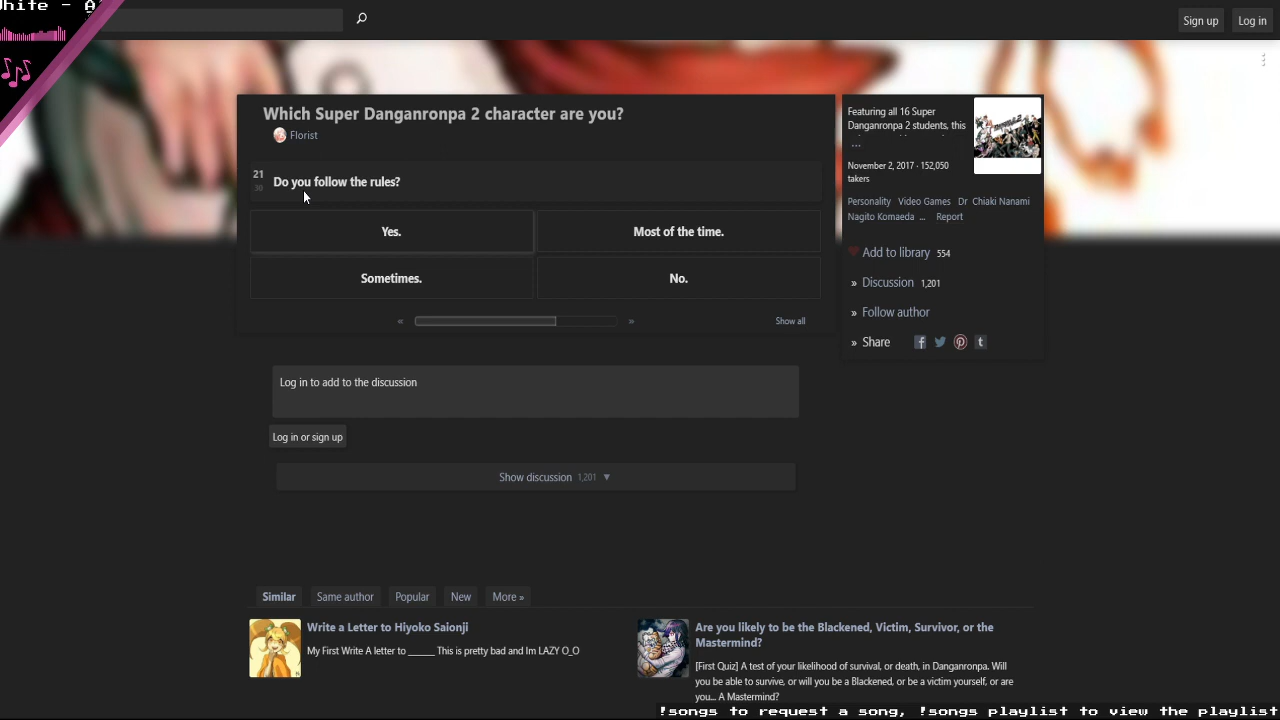 hite - A
Sign up
Log in
Which Super Danganronpa 2 character are you?
Florist
21
30
Do you follow the rules?
Yes.
Most of the time.
Sometimes.
No.
«
»
Show all
Featuring all 16 Super
Danganronpa 2 students, this
...
November 2, 2017 · 152,050
takers
Personality Video Games Dr Chiaki Nanami
Nagito Komaeda ... Report
Add to library 554
» Discussion 1,201
» Follow author
» Share
Log in to add to the discussion
Log in or sign up
Show discussion 1,201 ▼
Similar Same author Popular New More »
Write a Letter to Hiyoko Saionji
My First Write A letter to ______ This is pretty bad and Im LAZY O_O
Are you likely to be the Blackened, Victim, Survivor, or the
Mastermind?
[First Quiz] A test of your likelihood of survival, or death, in Danganronpa. Will
you be able to survive, or will you be a Blackened, or be a victim yourself, or are
you... A Mastermind?
!songs to request a song, !songs playlist to view the playlist